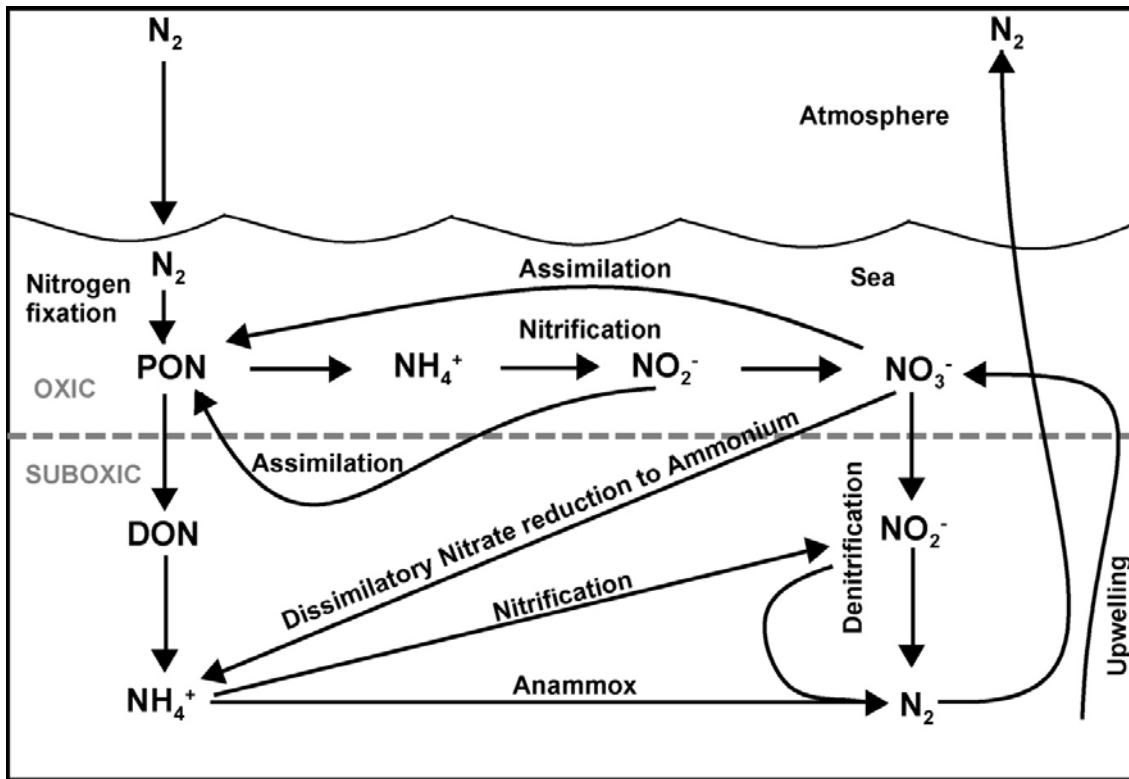 N₂
N₂
Atmosphere
N₂
Nitrogen
fixation
Assimilation
Sea
Nitrification
PON
NH₄⁺
NO₂⁻
NO₃⁻
OXIC
SUBOXIC
Assimilation
Dissimilatory Nitrate reduction to Ammonium
DON
NO₂⁻
Denitrification
Nitrification
Upwelling
NH₄⁺
Anammox
N₂